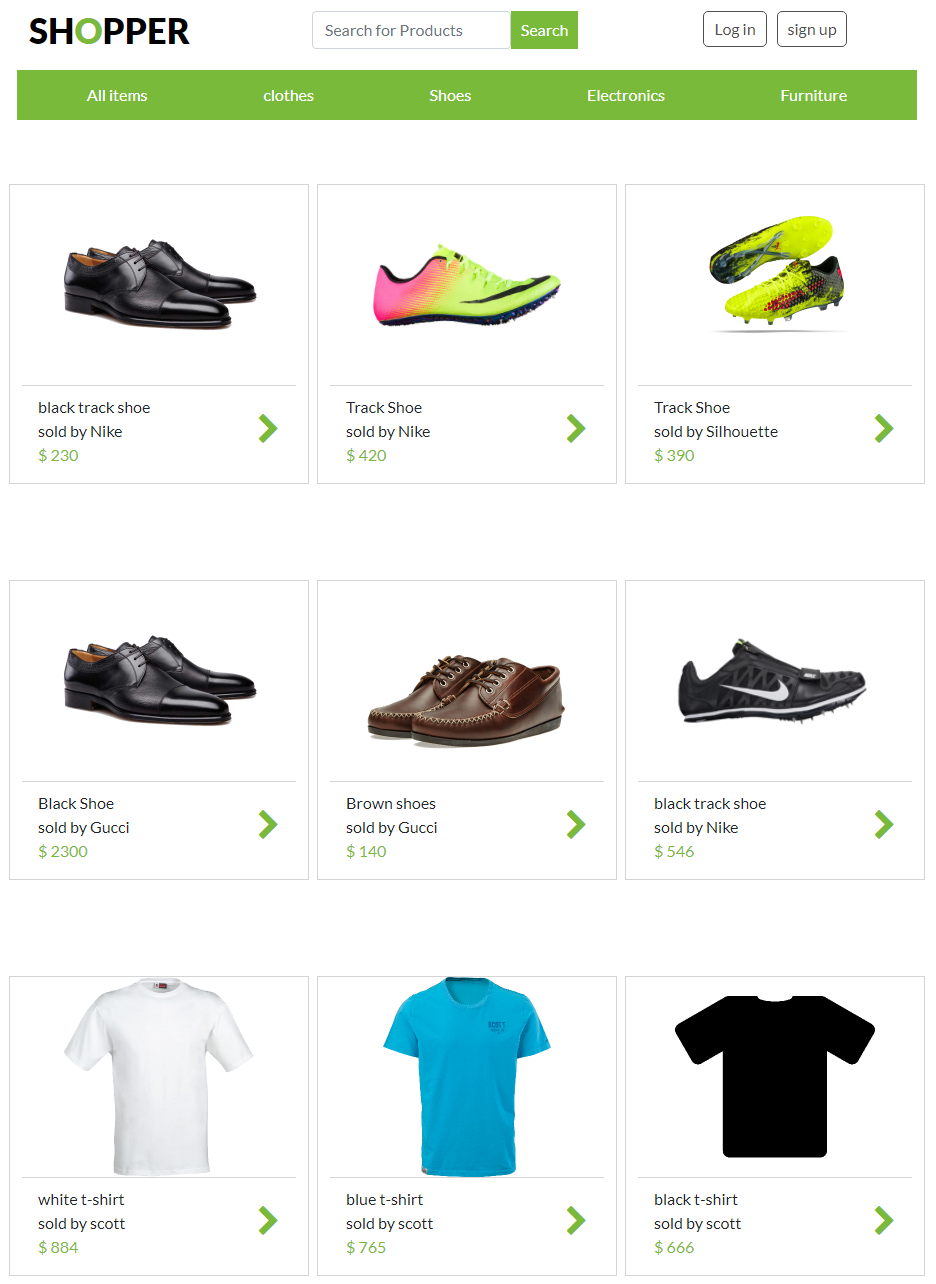 SHOPPER
Search for Products
Search
Log in
sign up
All items
clothes
Shoes
Electronics
Furniture
black track shoe
sold by Nike
$ 230
Track Shoe
sold by Nike
$ 420
Track Shoe
sold by Silhouette
$ 390
Black Shoe
sold by Gucci
$ 2300
Brown shoes
sold by Gucci
$ 140
black track shoe
sold by Nike
$ 546
SCOTT
white t-shirt
sold by scott
$ 884
blue t-shirt
sold by scott
$ 765
black t-shirt
sold by scott
$ 666